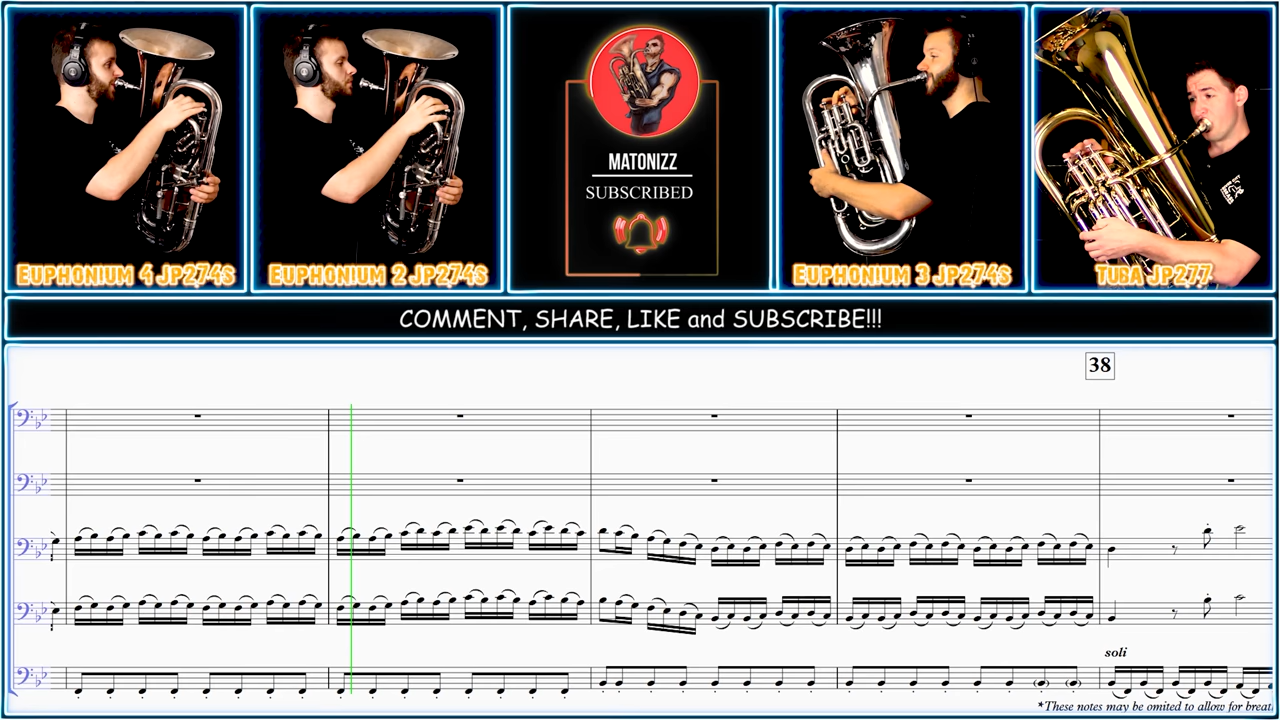 MATONIZZ
SUBSCRIBED
EUPHONIUM 4 JP274S
EUPHONIUM 2 JP274S
EUPHONIUM 3 JP274S
TUBA JP277
COMMENT, SHARE, LIKE and SUBSCRIBE!!!
38
soli
*These notes may be omited to allow for breat